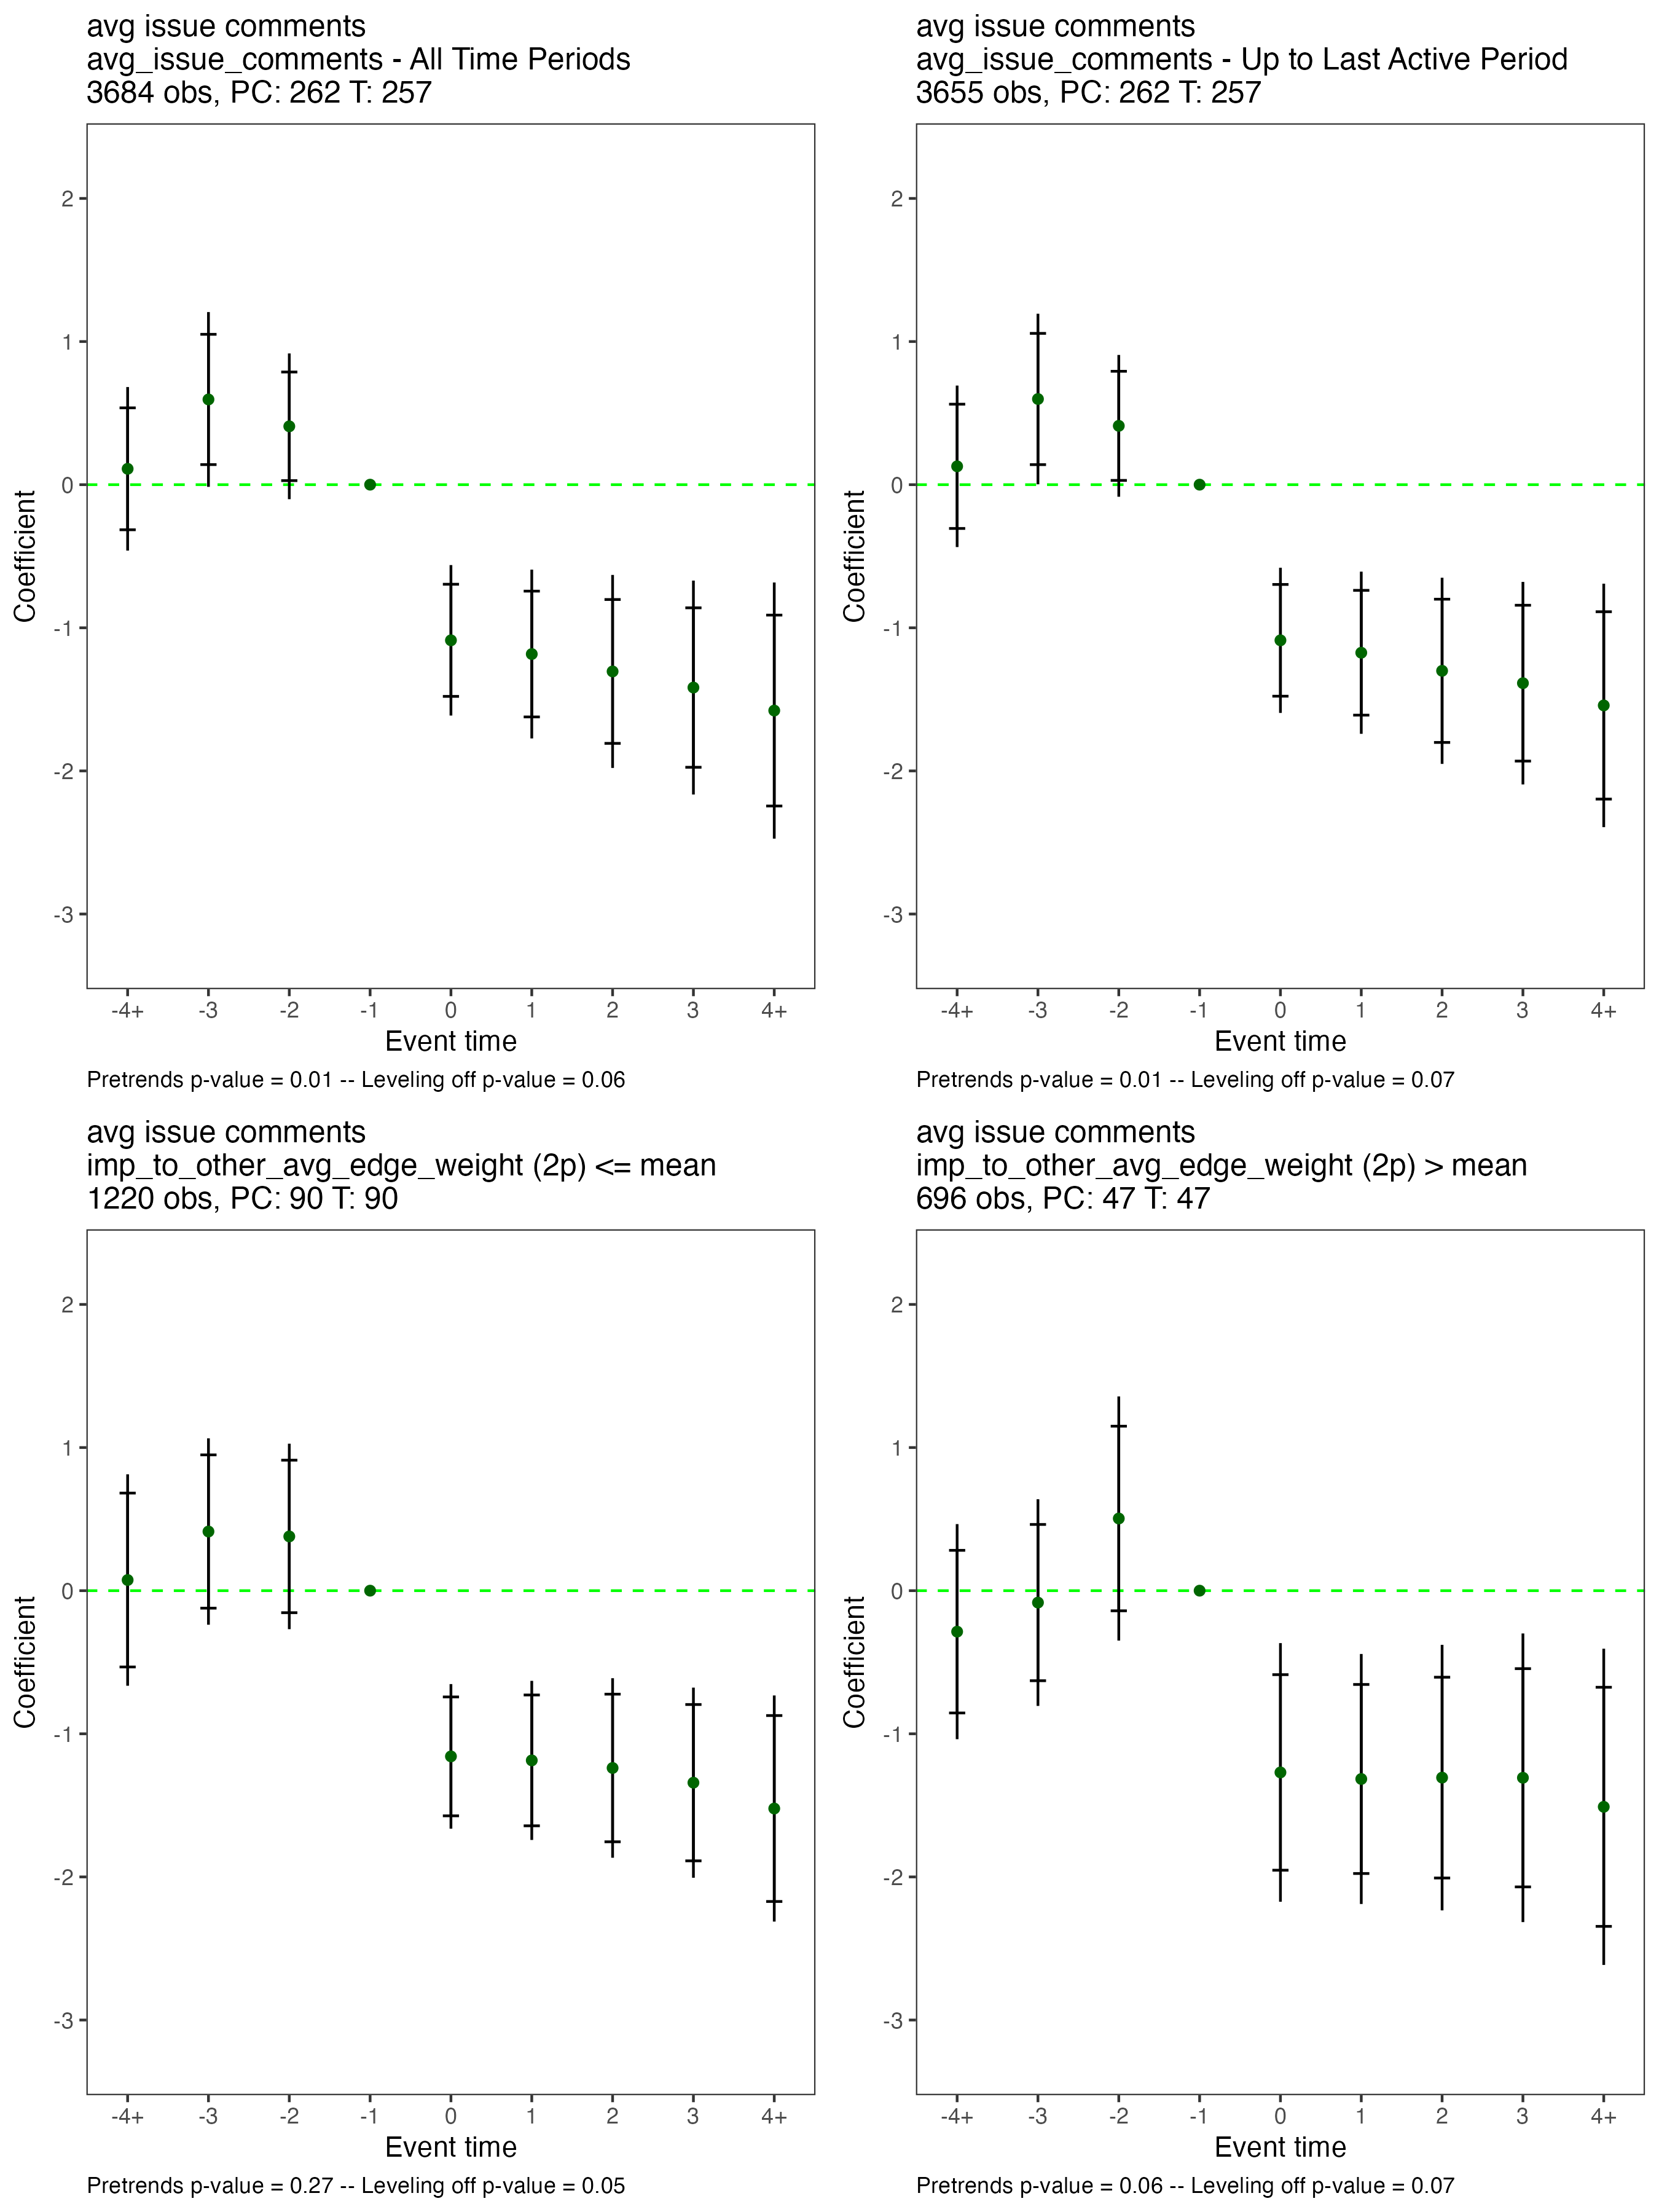 avg issue comments
avg_issue_comments - All Time Periods
3684 obs, PC: 262 T: 257
2
1
0
-1
-2
-3
Coefficient
-4+ -3 -2 -1 0 1 2 3 4+
Event time
Pretrends p-value = 0.01 -- Leveling off p-value = 0.06
avg issue comments
avg_issue_comments - Up to Last Active Period
3655 obs, PC: 262 T: 257
2
1
0
-1
-2
-3
Coefficient
-4+ -3 -2 -1 0 1 2 3 4+
Event time
Pretrends p-value = 0.01 -- Leveling off p-value = 0.07
avg issue comments
imp_to_other_avg_edge_weight (2p) <= mean
1220 obs, PC: 90 T: 90
2
1
0
-1
-2
-3
Coefficient
-4+ -3 -2 -1 0 1 2 3 4+
Event time
Pretrends p-value = 0.27 -- Leveling off p-value = 0.05
avg issue comments
imp_to_other_avg_edge_weight (2p) > mean
696 obs, PC: 47 T: 47
2
1
0
-1
-2
-3
Coefficient
-4+ -3 -2 -1 0 1 2 3 4+
Event time
Pretrends p-value = 0.06 -- Leveling off p-value = 0.07